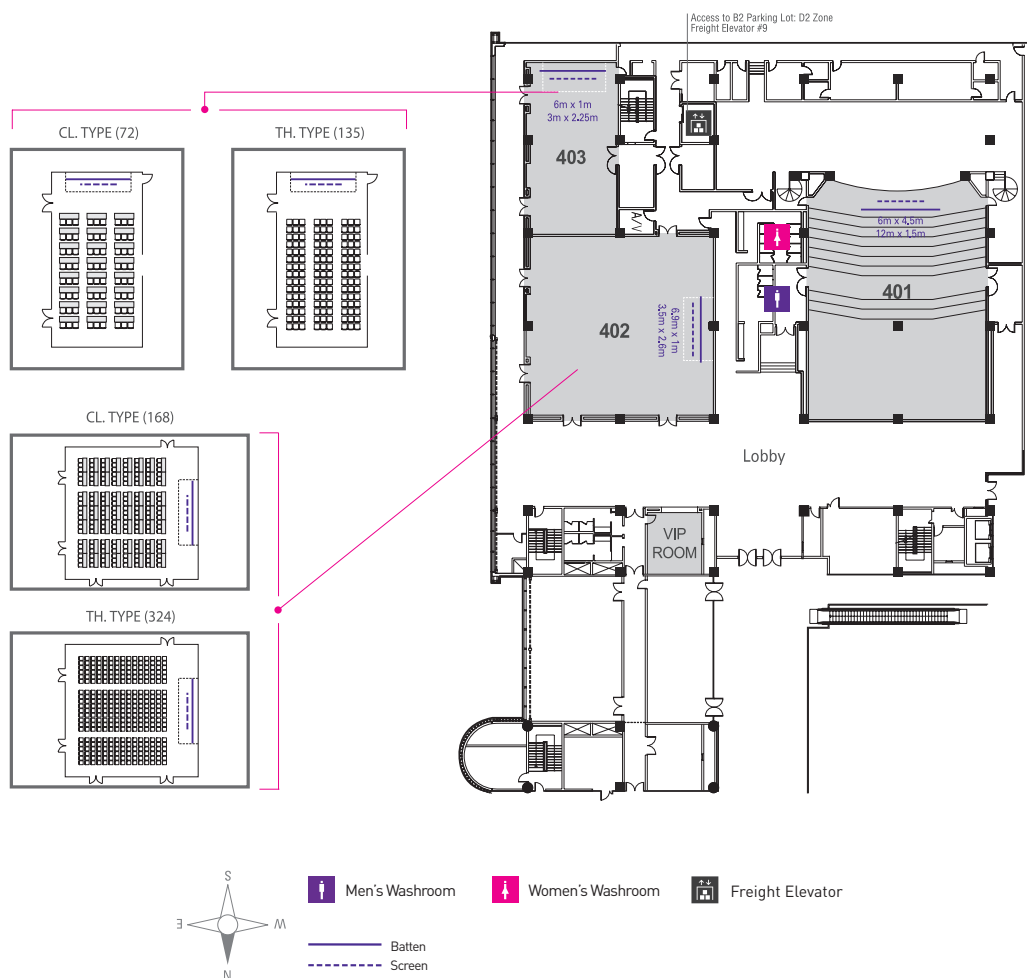 Access to B2 Parking Lot: D2 Zone
Freight Elevator #9
6m x 1m
3m x 2.25m
403
CL. TYPE (72)
TH. TYPE (135)
A/V
6m x 4.5m
12m x 1.5m
401
402
6.9m x 1m
3.5m x 2.6m
CL. TYPE (168)
Lobby
VIP
ROOM
TH. TYPE (324)
S
E
W
N
Men's Washroom
Women's Washroom
Freight Elevator
Batten
Screen